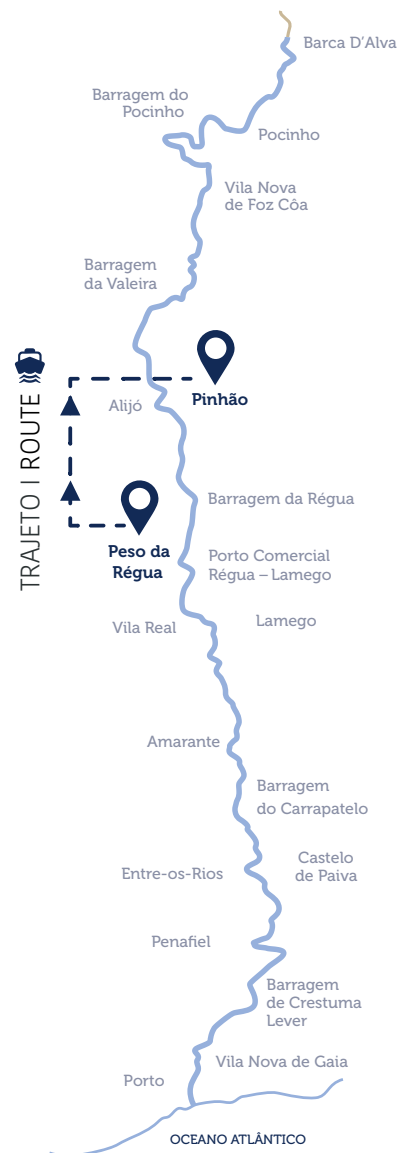 Barca D’Alva
Barragem do
Pocinho
Pocinho
Vila Nova
de Foz Côa
Barragem
da Valeira
Pinhão
Alijó
TRAJETO I ROUTE
Barragem da Régua
Peso da
Régua
Porto Comercial
Régua – Lamego
Lamego
Vila Real
Amarante
Barragem
do Carrapatelo
Castelo
de Paiva
Entre-os-Rios
Penafiel
Barragem
de Crestuma
Lever
Vila Nova de Gaia
Porto
OCEANO ATLÂNTICO